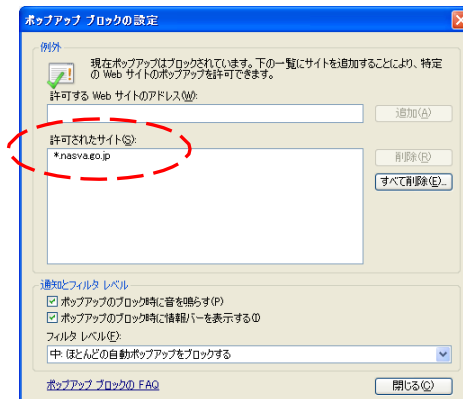 ポップアップ ブロックの設定
例外
現在ポップアップはブロックされています。下の一覧にサイトを追加することにより、特定
の Web サイトのポップアップを許可できます。
許可する Web サイトのアドレス(W):
追加(A)
許可されたサイト(S):
*.nasva.go.jp
削除(R)
すべて削除(E)...
通知とフィルタ レベル
ポップアップのブロック時に音を鳴らす(P)
ポップアップのブロック時に情報バーを表示する(I)
フィルタ レベル(F):
中: ほとんどの自動ポップアップをブロックする
ポップアップ ブロックの FAQ
閉じる(C)